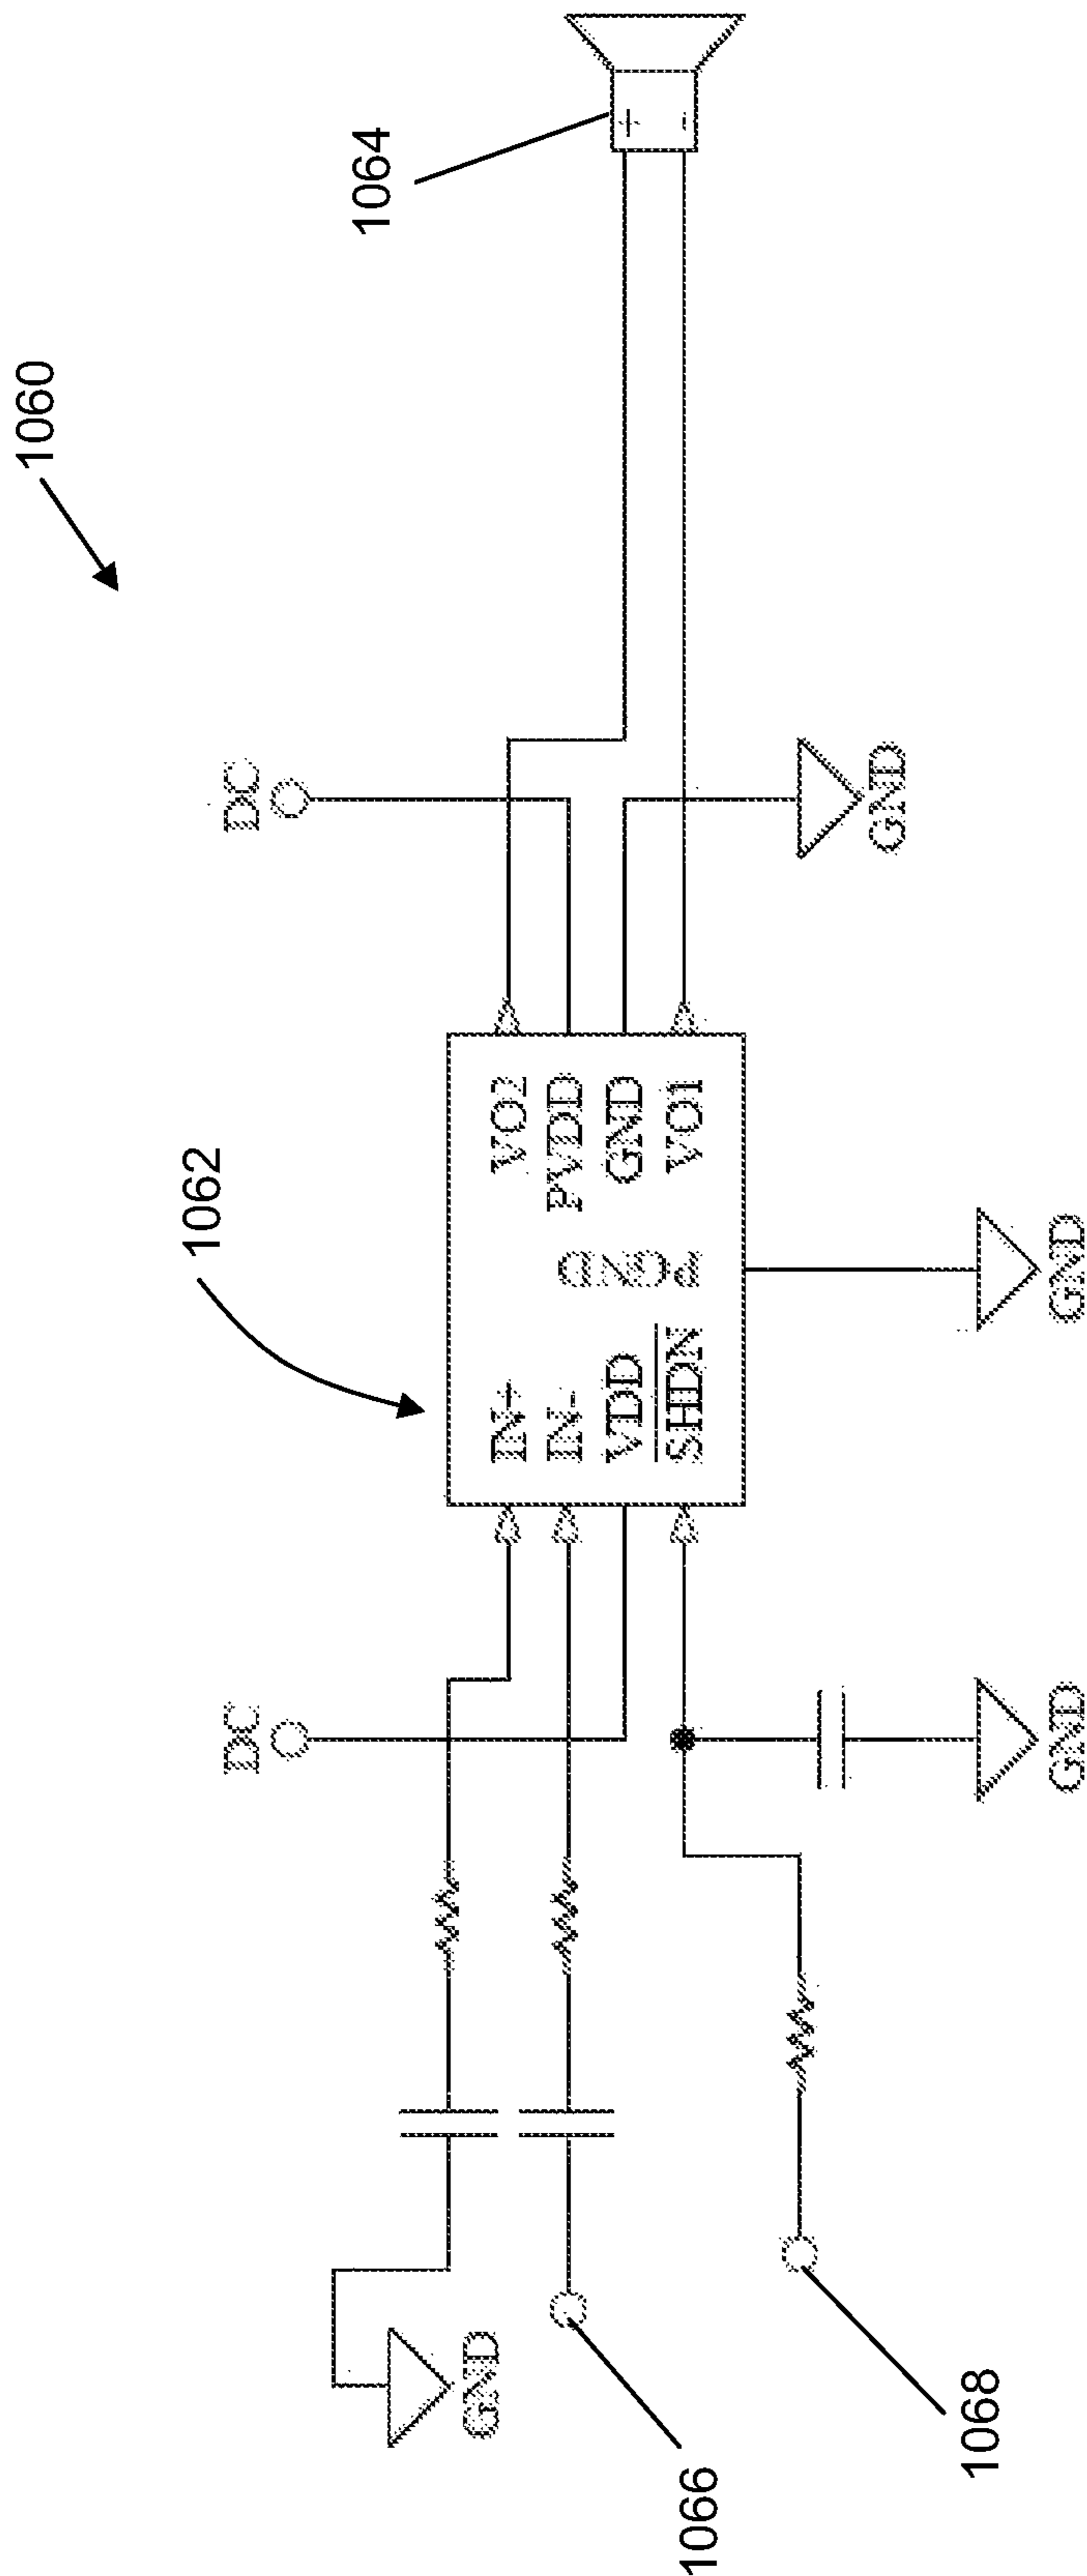 1060
1064
DC
DC
1062
IN+
VO2
IN-
PVDD
PGND
VDD
GND
SHDN
VO1
+
-
GND
GND
GND
GND
1066
1068